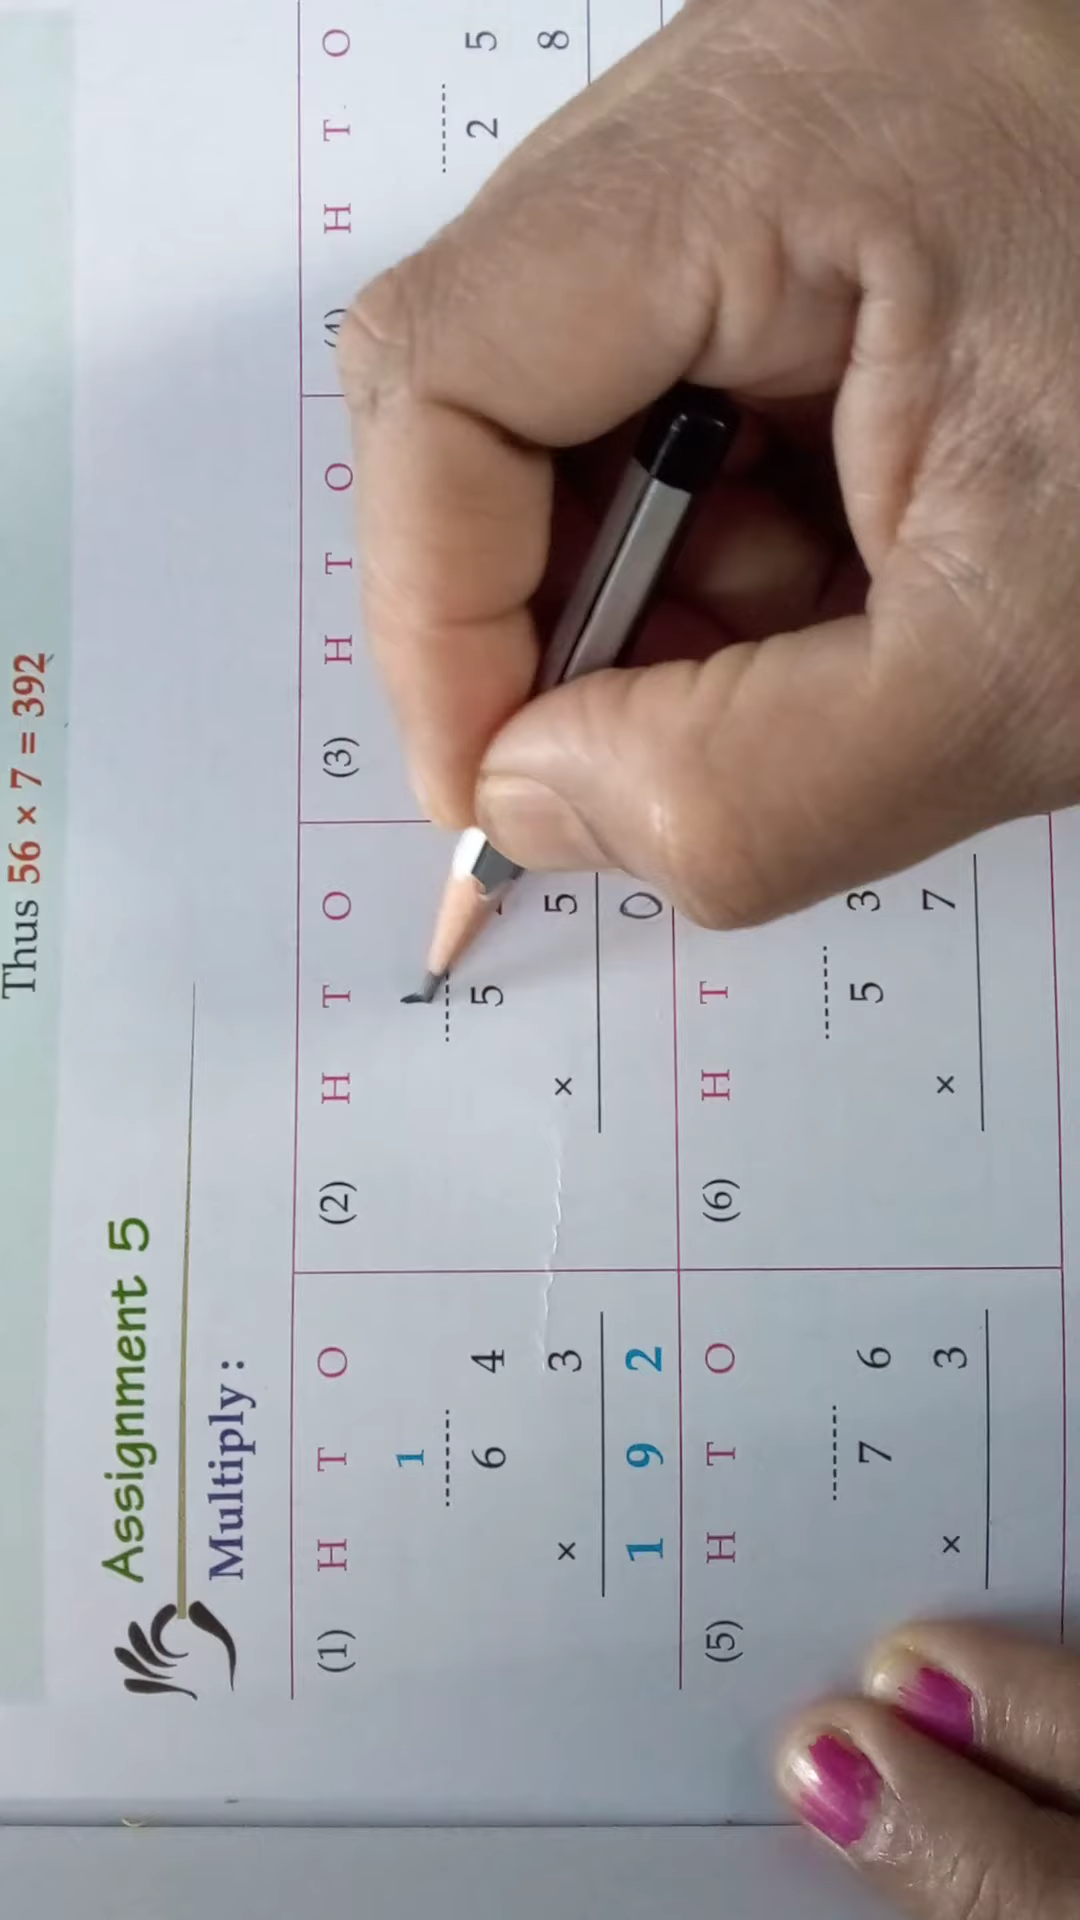 Thus 56 × 7 = 392
Assignment 5
Multiply :
(1) H T O
1
6 4
× 3
1 9 2
(2) H T O
5
× 5
0
(3) H T O
H T O
2 5
8
(5) H T O
7 6
× 3
(6) H T
5 3
× 7